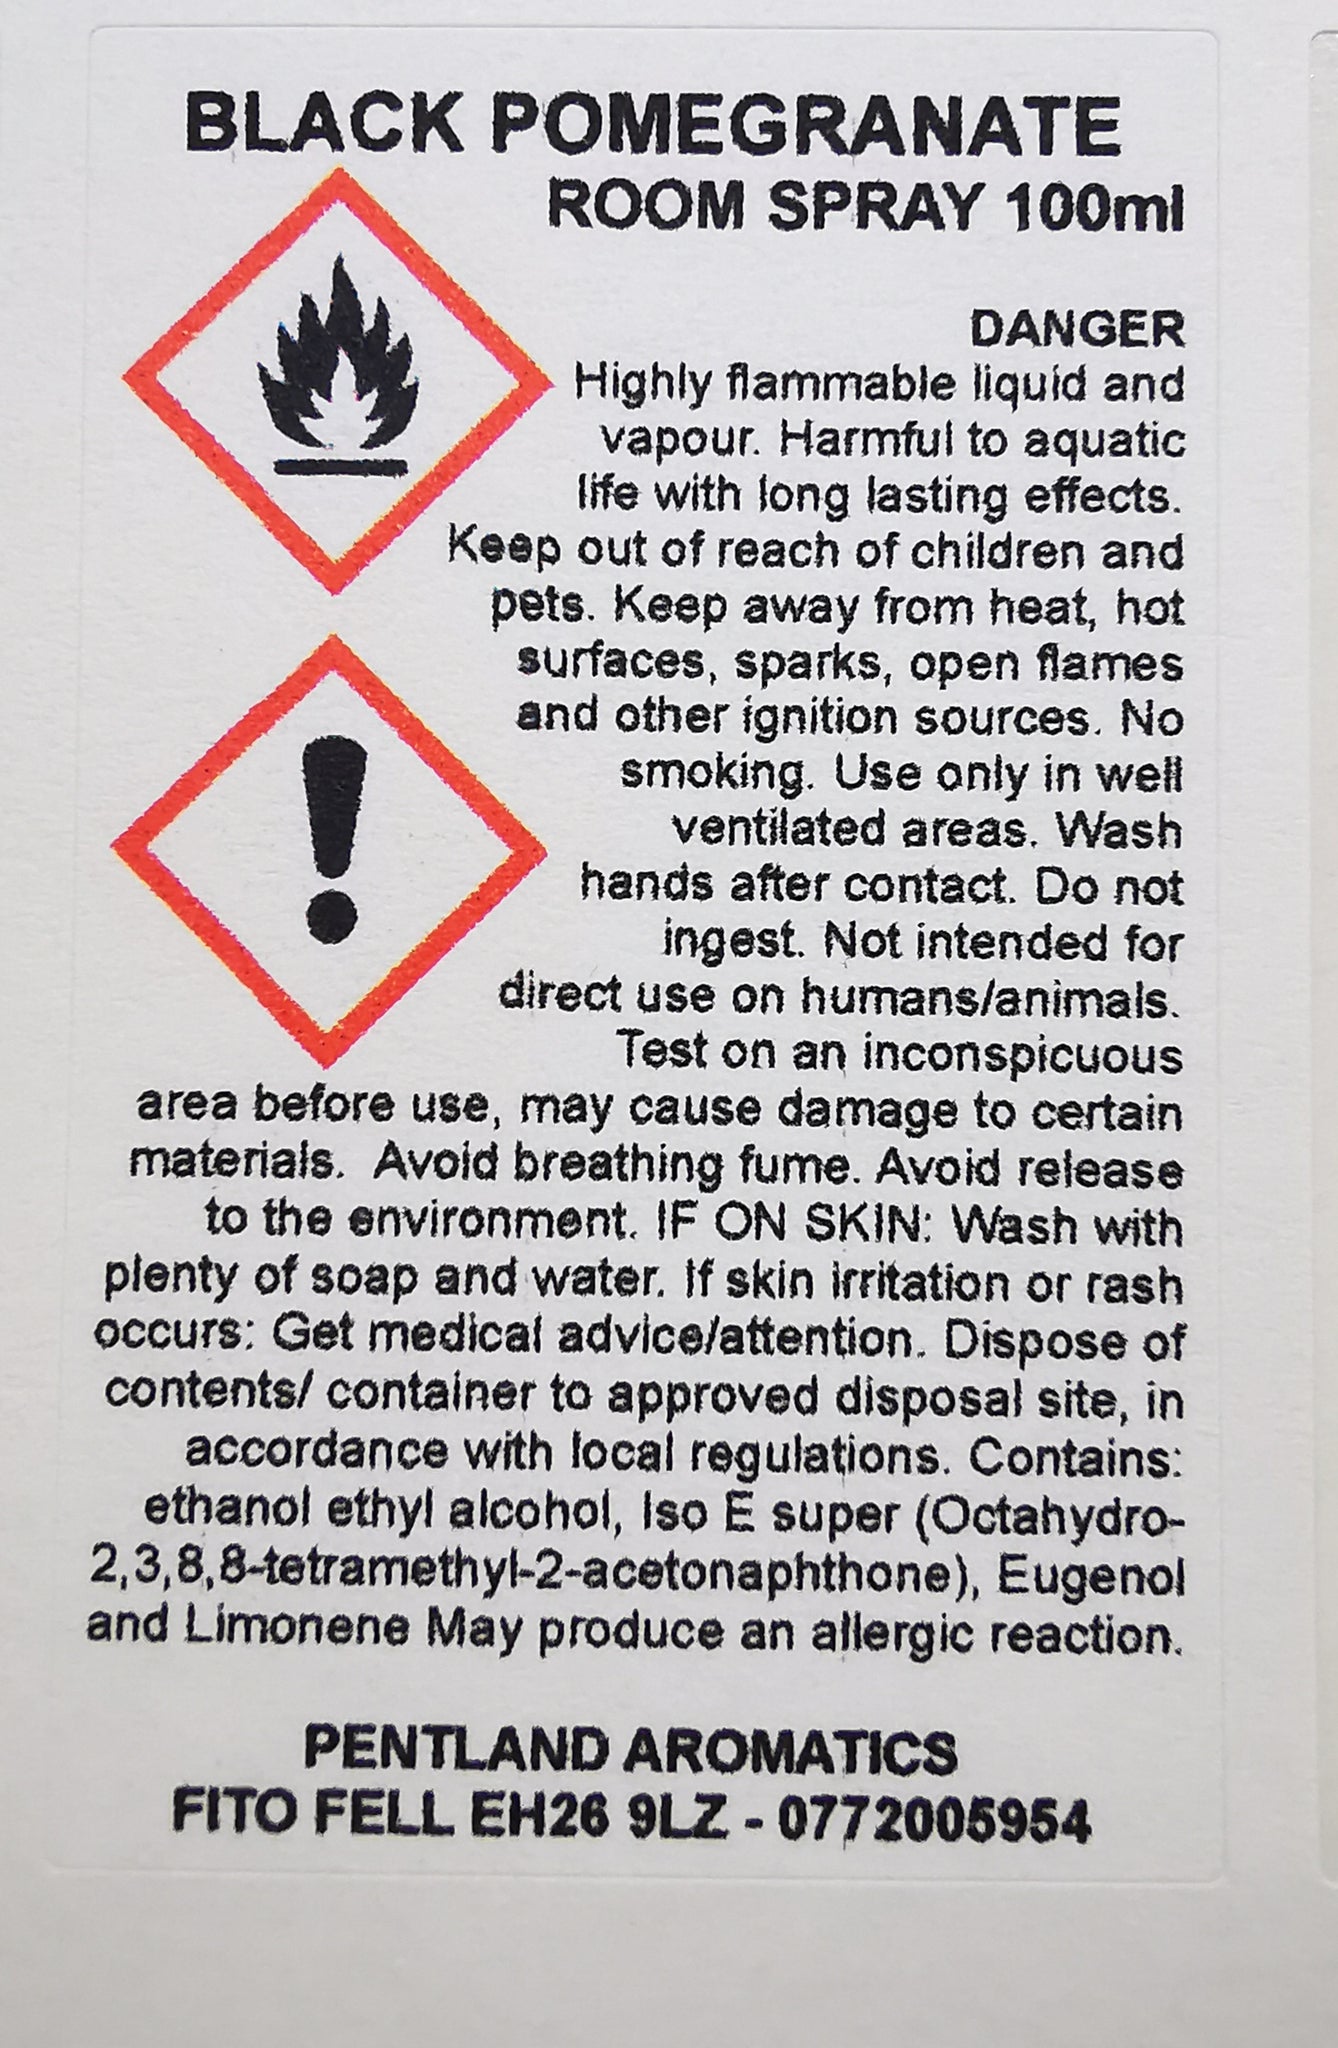 BLACK POMEGRANATE
ROOM SPRAY 100ml
DANGER
Highly flammable liquid and
vapour. Harmful to aquatic
life with long lasting effects.
Keep out of reach of children and
pets. Keep away from heat, hot
surfaces, sparks, open flames
and other ignition sources. No
smoking. Use only in well
ventilated areas. Wash
hands after contact. Do not
ingest. Not intended for
direct use on humans/animals.
Test on an inconspicuous
area before use, may cause damage to certain
materials. Avoid breathing fume. Avoid release
to the environment. IF ON SKIN: Wash with
plenty of soap and water. If skin irritation or rash
occurs: Get medical advice/attention. Dispose of
contents/ container to approved disposal site, in
accordance with local regulations. Contains:
ethanol ethyl alcohol, Iso E super (Octahydro-
2,3,8,8-tetramethyl-2-acetonaphthone), Eugenol
and Limonene May produce an allergic reaction.
PENTLAND AROMATICS
FITO FELL EH26 9LZ - 0772005954